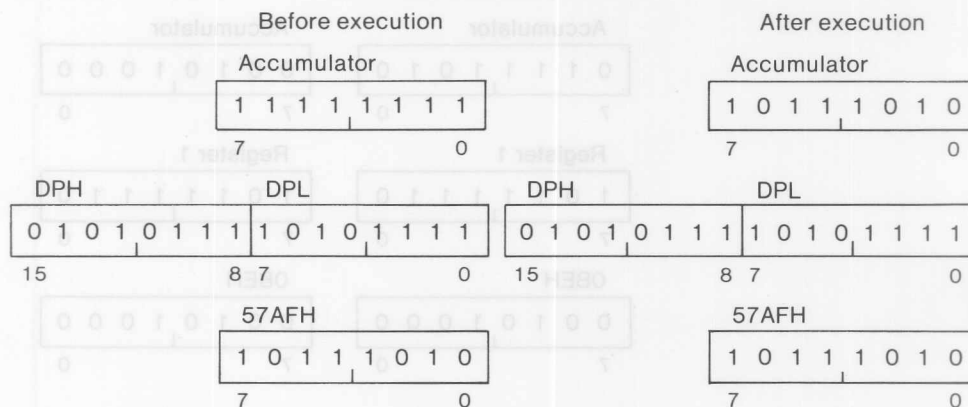 Before execution After execution
Accumulator Accumulator
1 1 1 1 1 1 1 1 1 0 1 1 1 0 1 0
7 0 7 0
DPH DPL DPH DPL
0 1 0 1 0 1 1 1 1 0 1 0 1 1 1 1 0 1 0 1 0 1 1 1 1 0 1 0 1 1 1 1
15 8 7 0 15 8 7 0
57AFH 57AFH
1 0 1 1 1 0 1 0 1 0 1 1 1 0 1 0
7 0 7 0